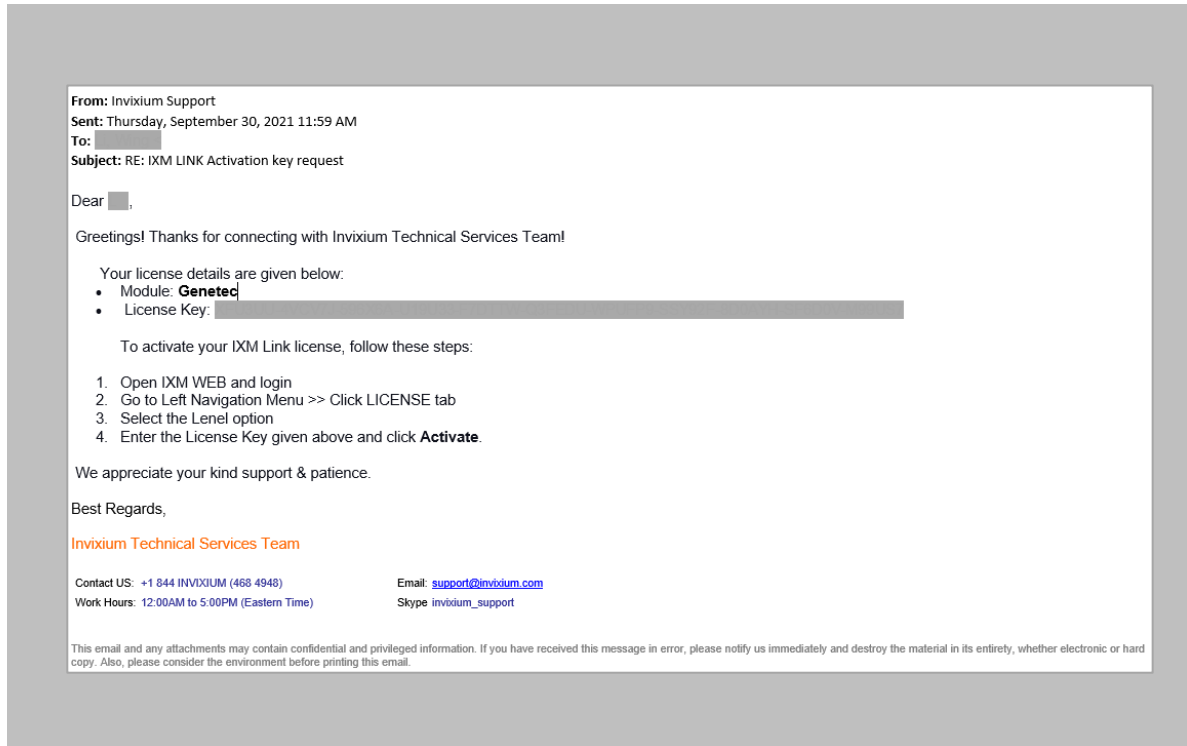 From: Invixium Support
Sent: Thursday, September 30, 2021 11:59 AM
To:
Subject: RE: IXM LINK Activation key request
Dear ,
Greetings! Thanks for connecting with Invixium Technical Services Team!
Your license details are given below:
• Module: Genetec
• License Key:
To activate your IXM Link license, follow these steps:
1. Open IXM WEB and login
2. Go to Left Navigation Menu >> Click LICENSE tab
3. Select the Lenel option
4. Enter the License Key given above and click Activate.
We appreciate your kind support & patience.
Best Regards,
Invixium Technical Services Team
Contact US: +1 844 INVIXIUM (468 4948) Email: support@invixium.com
Work Hours: 12:00AM to 5:00PM (Eastern Time) Skype invixium_support
This email and any attachments may contain confidential and privileged information. If you have received this message in error, please notify us immediately and destroy the material in its entirety, whether electronic or hard
copy. Also, please consider the environment before printing this email.